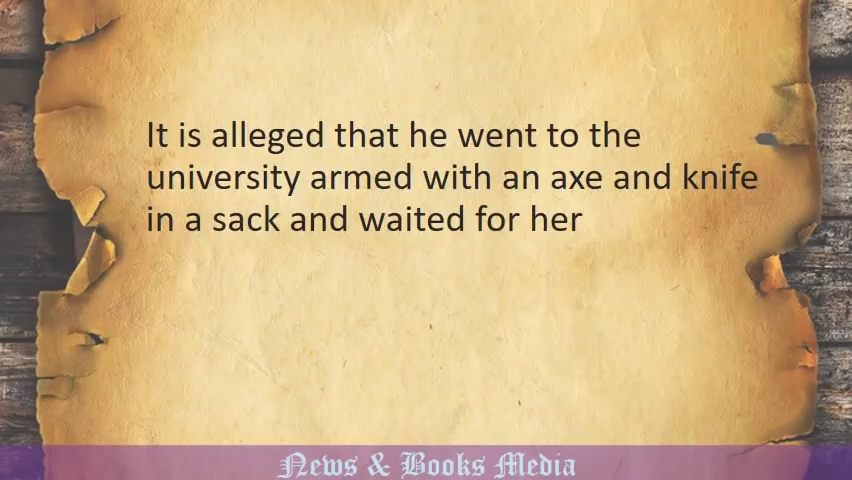 It is alleged that he went to the
university armed with an axe and knife
in a sack and waited for her
News & Books Media